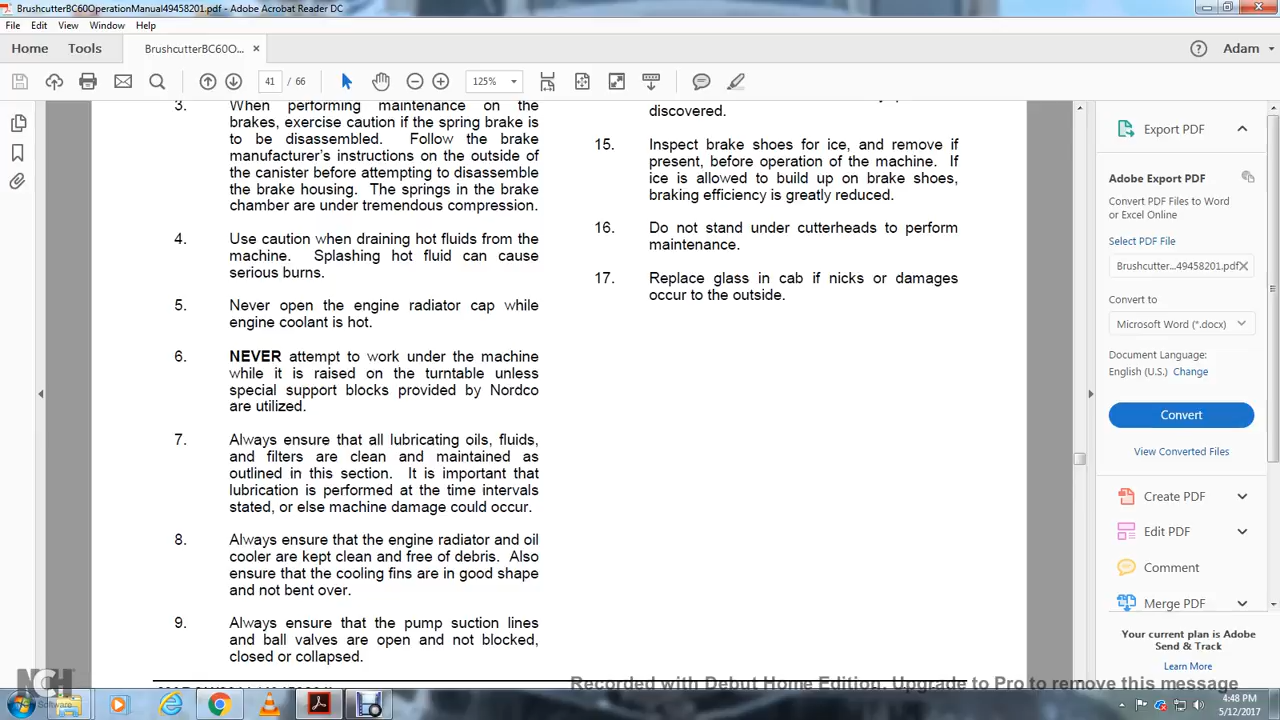 BrushcutterBC60OperationManual49458201.pdf - Adobe Acrobat Reader DC
File Edit View Window Help
Home Tools BrushcutterBC60O... × Adam
41 / 66 125%
3. When performing maintenance on the
brakes, exercise caution if the spring brake is
to be disassembled. Follow the brake
manufacturer's instructions on the outside of
the canister before attempting to disassemble
the brake housing. The springs in the brake
chamber are under tremendous compression.
4. Use caution when draining hot fluids from the
machine. Splashing hot fluid can cause
serious burns.
5. Never open the engine radiator cap while
engine coolant is hot.
6. NEVER attempt to work under the machine
while it is raised on the turntable unless
special support blocks provided by Nordco
are utilized.
7. Always ensure that all lubricating oils, fluids,
and filters are clean and maintained as
outlined in this section. It is important that
lubrication is performed at the time intervals
stated, or else machine damage could occur.
8. Always ensure that the engine radiator and oil
cooler are kept clean and free of debris. Also
ensure that the cooling fins are in good shape
and not bent over.
9. Always ensure that the pump suction lines
and ball valves are open and not blocked,
closed or collapsed.
discovered.
15. Inspect brake shoes for ice, and remove if
present, before operation of the machine. If
ice is allowed to build up on brake shoes,
braking efficiency is greatly reduced.
16. Do not stand under cutterheads to perform
maintenance.
17. Replace glass in cab if nicks or damages
occur to the outside.
Export PDF
Adobe Export PDF
Convert PDF Files to Word
or Excel Online
Select PDF File
Brushcutter...49458201.pdf ×
Convert to
Microsoft Word (*.docx)
Document Language:
English (U.S.) Change
Convert
View Converted Files
Create PDF
Edit PDF
Comment
Merge PDF
Your current plan is Adobe
Send & Track
Learn More
Recorded with Debut Home Edition. Upgrade to Pro to remove this message
NCH
Software
4:48 PM
5/12/2017